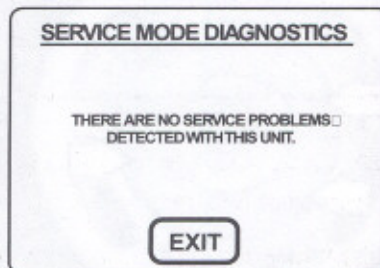 SERVICE MODE DIAGNOSTICS
THERE ARE NO SERVICE PROBLEMS□
DETECTED WITH THIS UNIT.
EXIT